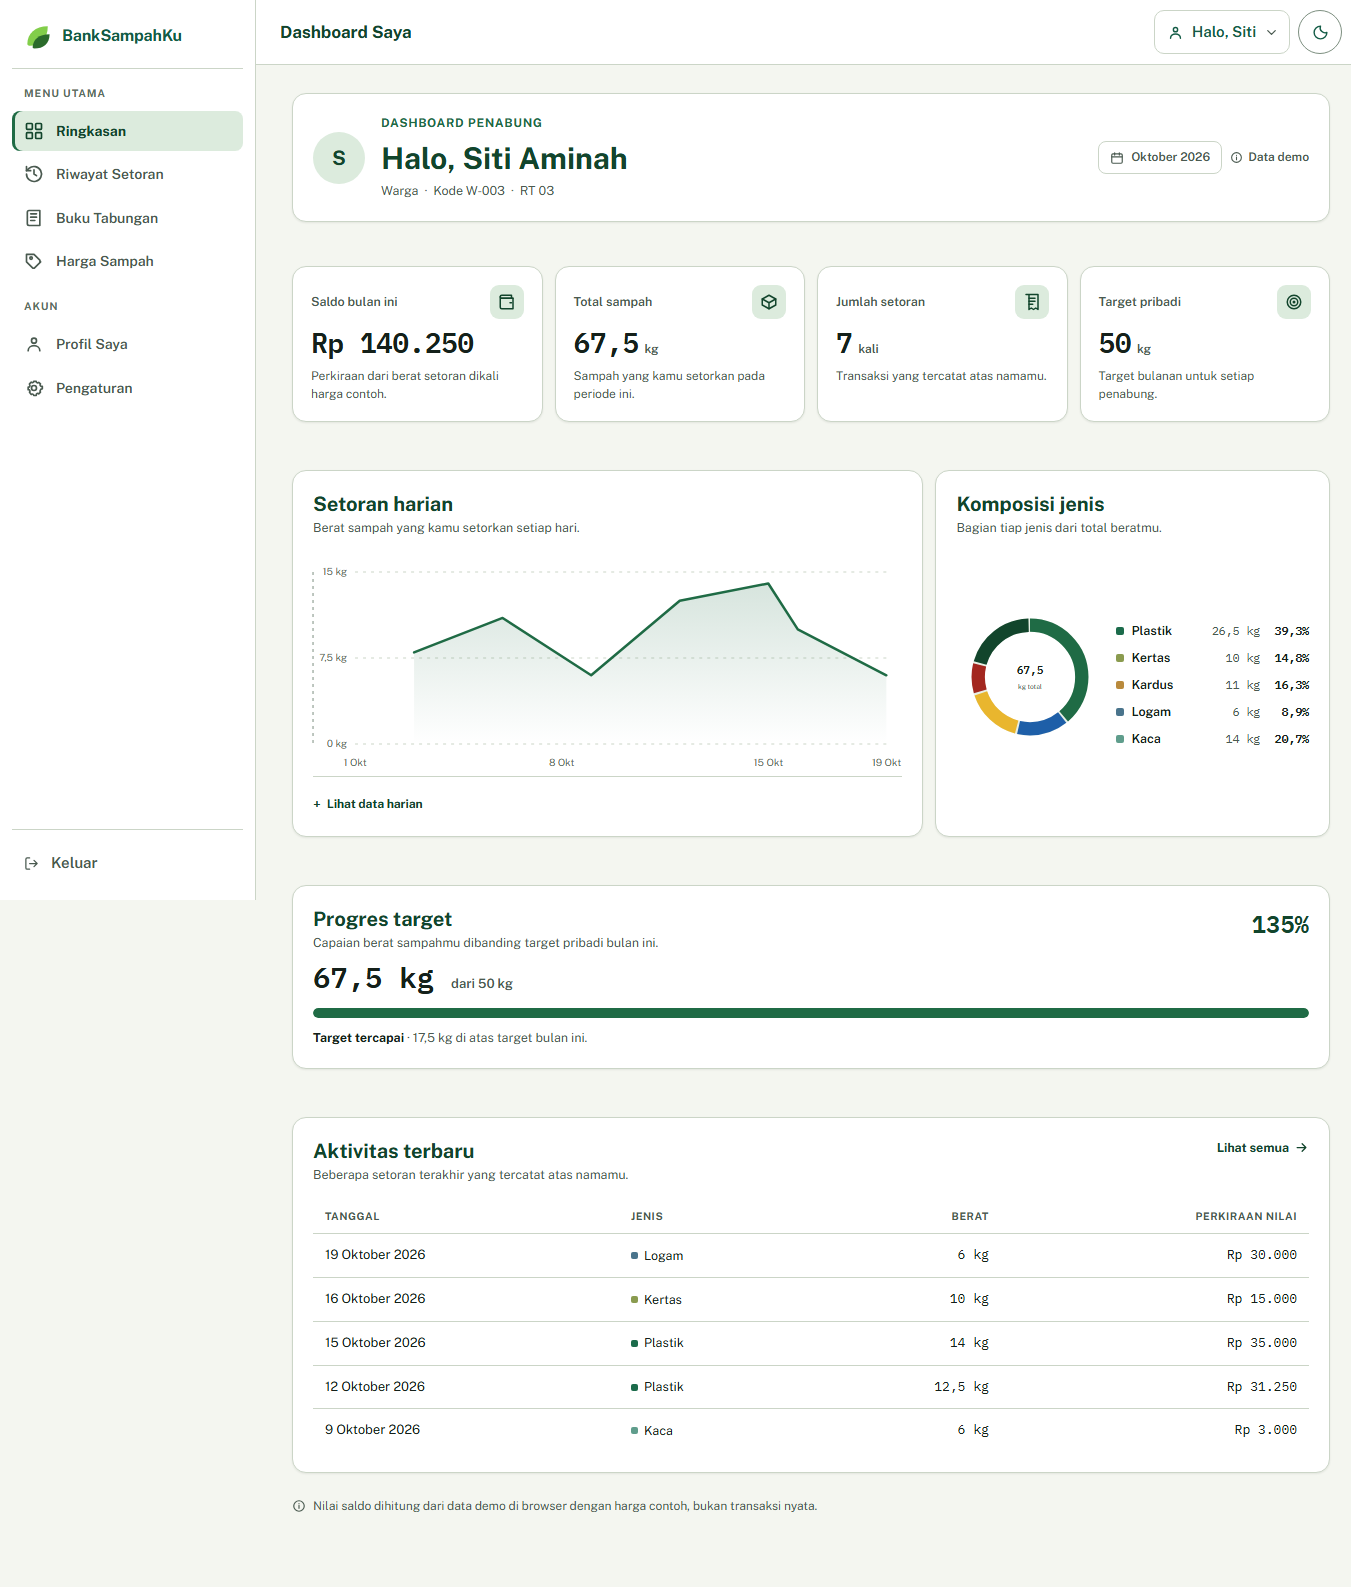 BankSampahKu
MENU UTAMA
Ringkasan
Riwayat Setoran
Buku Tabungan
Harga Sampah
AKUN
Profil Saya
Pengaturan
Keluar
Dashboard Saya
Halo, Siti
S
DASHBOARD PENABUNG
Halo, Siti Aminah
Warga · Kode W-003 · RT 03
Oktober 2026
Data demo
Saldo bulan ini
Rp 140.250
Perkiraan dari berat setoran dikali
harga contoh.
Total sampah
67,5 kg
Sampah yang kamu setorkan pada
periode ini.
Jumlah setoran
7 kali
Transaksi yang tercatat atas namamu.
Target pribadi
50 kg
Target bulanan untuk setiap
penabung.
Setoran harian
Berat sampah yang kamu setorkan setiap hari.
15 kg
7.5 kg
0 kg
1 Okt 8 Okt 15 Okt 19 Okt
+ Lihat data harian
Komposisi jenis
Bagian tiap jenis dari total beratmu.
67,5
kg total
Plastik 26,5 kg 39,3%
Kertas 10 kg 14,8%
Kardus 11 kg 16,3%
Logam 6 kg 8,9%
Kaca 14 kg 20,7%
Progres target
Capaian berat sampahmu dibanding target pribadi bulan ini.
135%
67,5 kg dari 50 kg
Target tercapai · 17,5 kg di atas target bulan ini.
Aktivitas terbaru
Beberapa setoran terakhir yang tercatat atas namamu.
Lihat semua →
TANGGAL JENIS BERAT PERKIRAAN NILAI
19 Oktober 2026 Logam 6 kg Rp 30.000
16 Oktober 2026 Kertas 10 kg Rp 15.000
15 Oktober 2026 Plastik 14 kg Rp 35.000
12 Oktober 2026 Plastik 12,5 kg Rp 31.250
9 Oktober 2026 Kaca 6 kg Rp 3.000
Nilai saldo dihitung dari data demo di browser dengan harga contoh, bukan transaksi nyata.